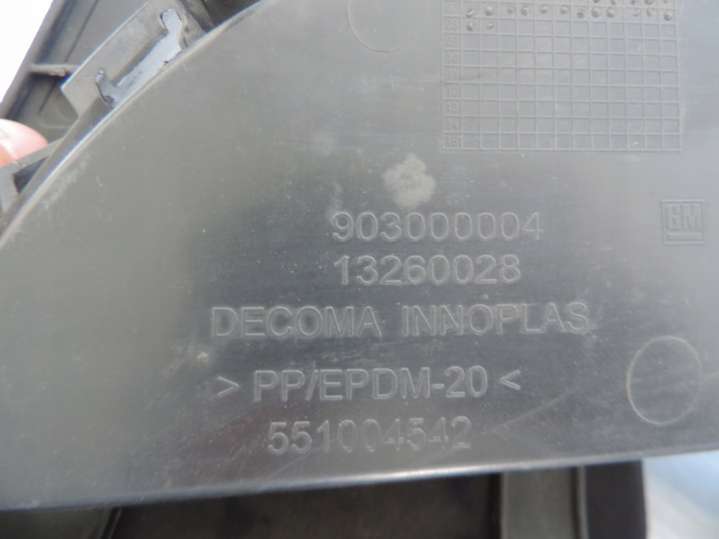 903000004
GM
13260028
DECOMA INNOPLAS
> PP/EPDM-20 <
551004542